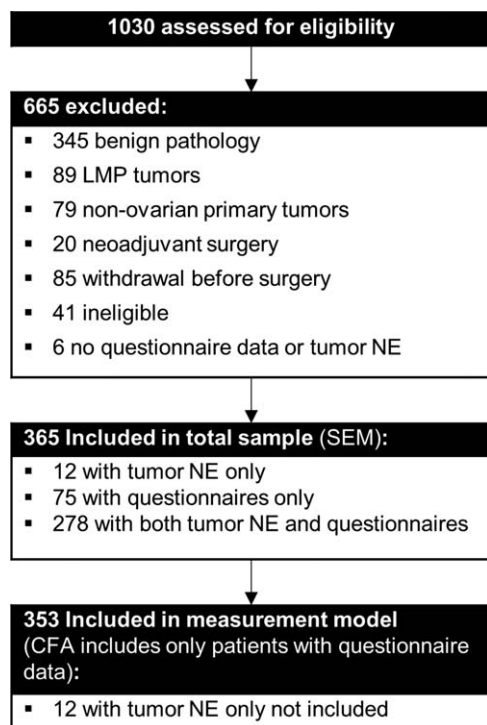 1030 assessed for eligibility
665 excluded:
▪ 345 benign pathology
▪ 89 LMP tumors
▪ 79 non-ovarian primary tumors
▪ 20 neoadjuvant surgery
▪ 85 withdrawal before surgery
▪ 41 ineligible
▪ 6 no questionnaire data or tumor NE
365 Included in total sample (SEM):
▪ 12 with tumor NE only
▪ 75 with questionnaires only
▪ 278 with both tumor NE and questionnaires
353 Included in measurement model
(CFA includes only patients with questionnaire
data):
▪ 12 with tumor NE only not included